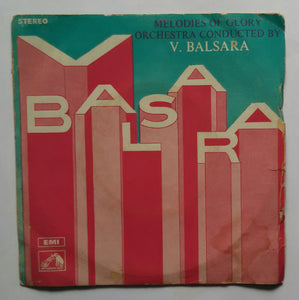 STEREO
MELODIES OF GLORY
ORCHESTRA CONDUCTED BY
V. BALSARA
BALSARA
EMI